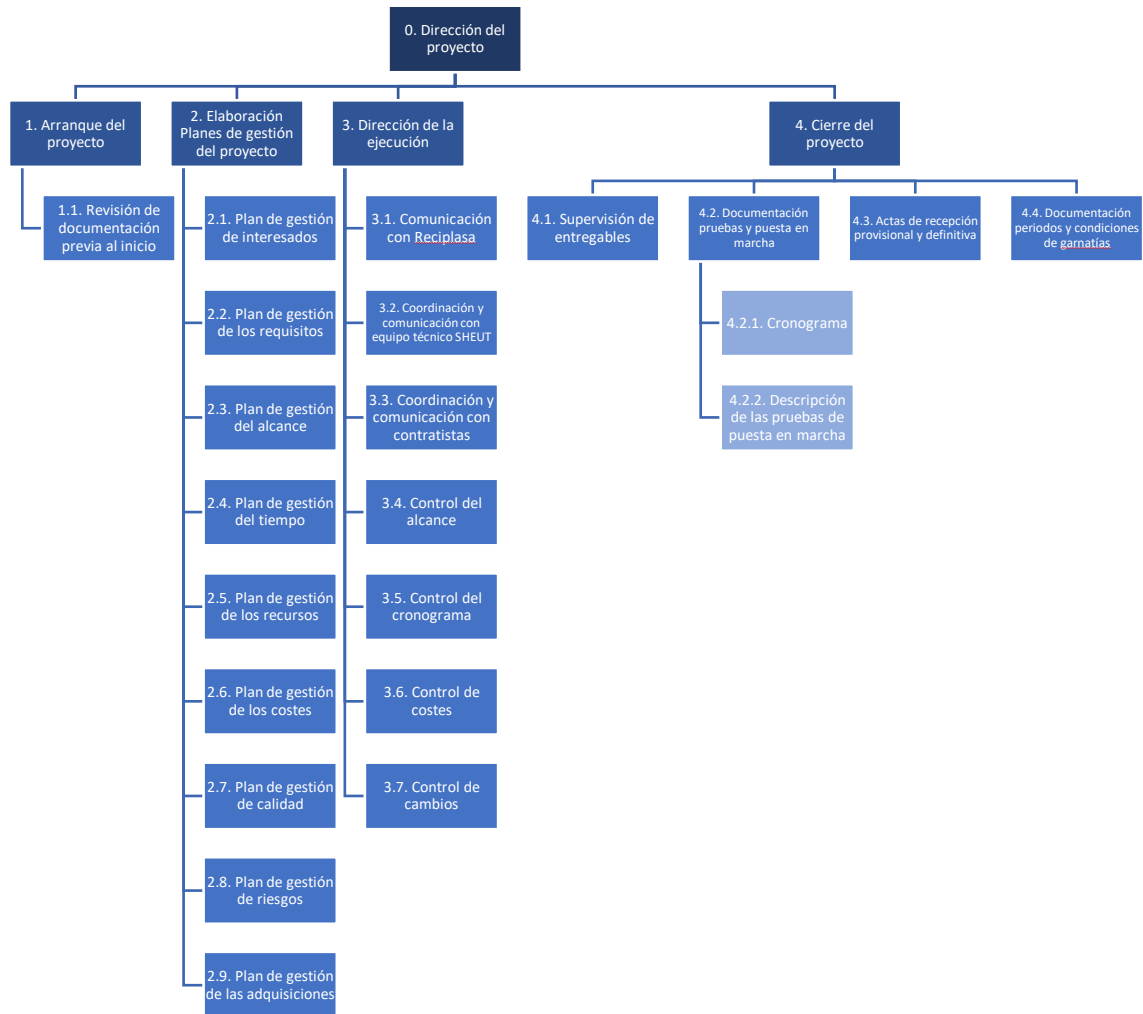 0. Dirección del
proyecto
1. Arranque del
proyecto
2. Elaboración
Planes de gestión
del proyecto
3. Dirección de la
ejecución
4. Cierre del
proyecto
1.1. Revisión de
documentación
previa al inicio
2.1. Plan de gestión
de interesados
2.2. Plan de gestión
de los requisitos
2.3. Plan de gestión
del alcance
2.4. Plan de gestión
del tiempo
2.5. Plan de gestión
de los recursos
2.6. Plan de gestión
de los costes
2.7. Plan de gestión
de calidad
2.8. Plan de gestión
de riesgos
2.9. Plan de gestión
de las adquisiciones
3.1. Comunicación
con Reciplasa
3.2. Coordinación y
comunicación con
equipo técnico SHEUT
3.3. Coordinación y
comunicación con
contratistas
3.4. Control del
alcance
3.5. Control del
cronograma
3.6. Control de
costes
3.7. Control de
cambios
4.1. Supervisión de
entregables
4.2. Documentación
pruebas y puesta en
marcha
4.2.1. Cronograma
4.2.2. Descripción
de las pruebas de
puesta en marcha
4.3. Actas de recepción
provisional y definitiva
4.4. Documentación
periodos y condiciones
de garnatías